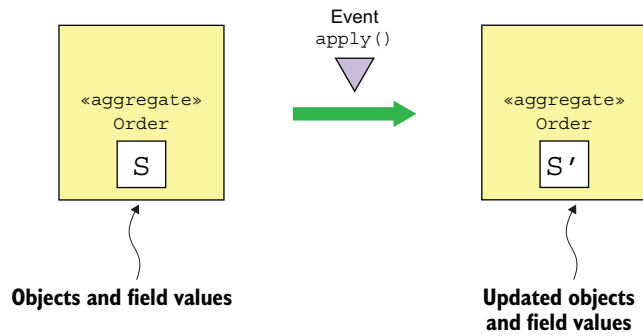 Event
apply()
«aggregate»
Order
S
«aggregate»
Order
S’
Objects and field values
Updated objects
and field values